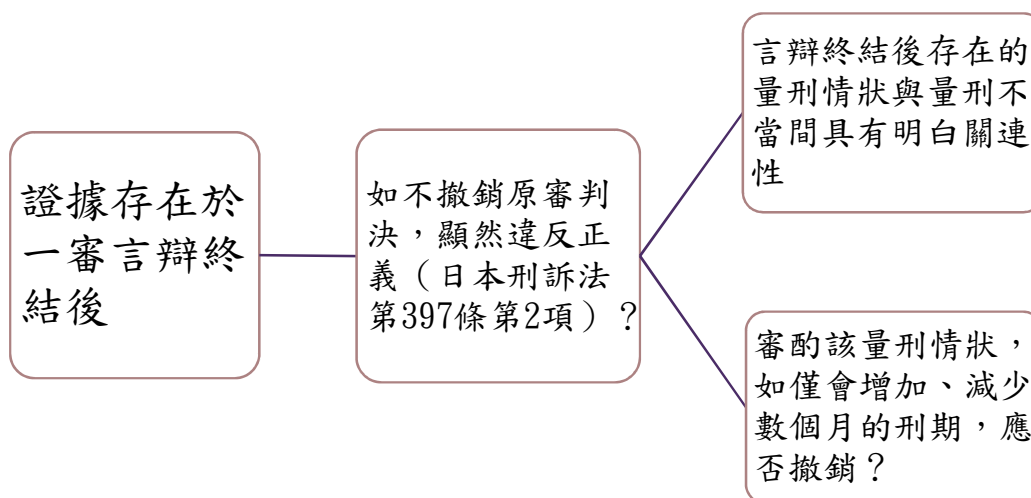 證據存在於
一審言辯終
結後
如不撤銷原審判
決，顯然違反正
義（日本刑訴法
第397條第2項）？
言辯終結後存在的
量刑情狀與量刑不
當間具有明白關連
性
審酌該量刑情狀，
如僅會增加、減少
數個月的刑期，應
否撤銷？